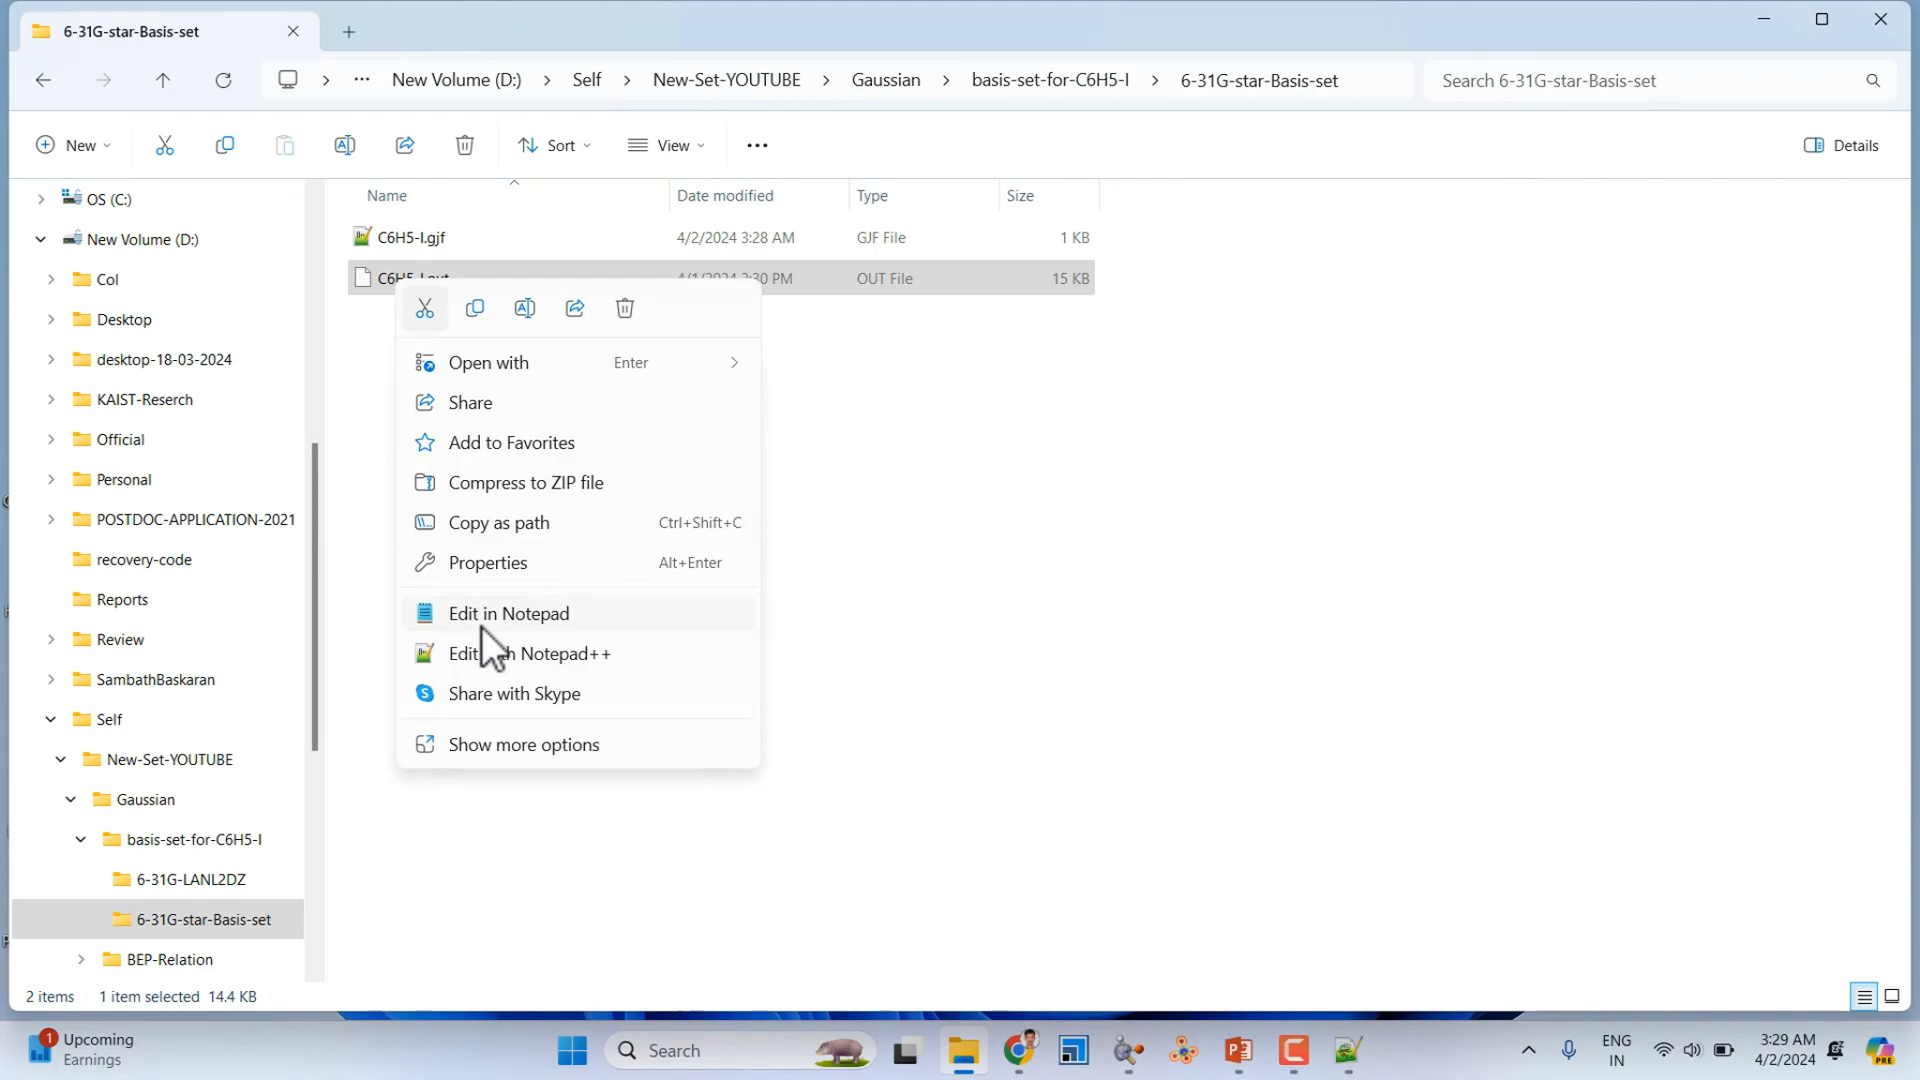 6-31G-star-Basis-set
New Volume (D:) Self New-Set-YOUTUBE Gaussian basis-set-for-C6H5-I 6-31G-star-Basis-set
Search 6-31G-star-Basis-set
New Sort View Details
Name Date modified Type Size
C6H5-I.gjf 4/2/2024 3:28 AM GJF File 1 KB
OUT File 15 KB
OS (C:)
New Volume (D:)
Col
Desktop
desktop-18-03-2024
KAIST-Reserch
Official
Personal
POSTDOC-APPLICATION-2021
recovery-code
Reports
Review
SambathBaskaran
Self
New-Set-YOUTUBE
Gaussian
basis-set-for-C6H5-I
6-31G-LANL2DZ
6-31G-star-Basis-set
BEP-Relation
Open with Enter
Share
Add to Favorites
Compress to ZIP file
Copy as path Ctrl+Shift+C
Properties Alt+Enter
Edit in Notepad
Edit Notepad++
Share with Skype
Show more options
2 items 1 item selected 14.4 KB
1 Upcoming
Earnings
Search
ENG
IN
3:29 AM
4/2/2024
PRE